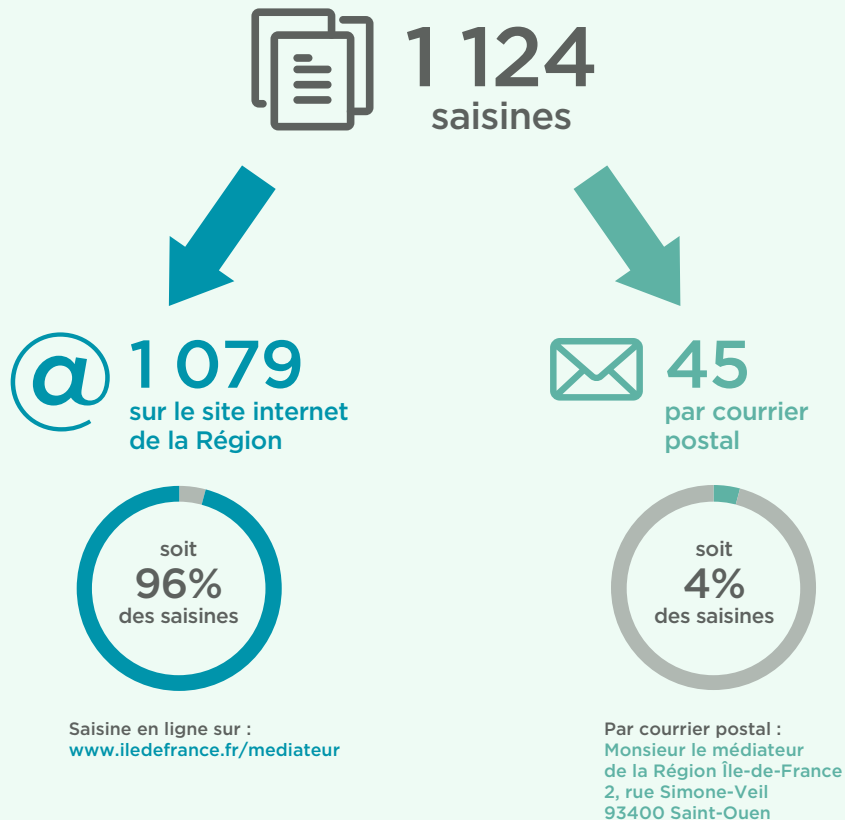 1 124
saisines
@
1 079
sur le site internet
de la Région
soit
96%
des saisines
Saisine en ligne sur :
www.iledefrance.fr/mediateur
45
par courrier
postal
soit
4%
des saisines
Par courrier postal :
Monsieur le médiateur
de la Région Île-de-France
2, rue Simone-Veil
93400 Saint-Ouen